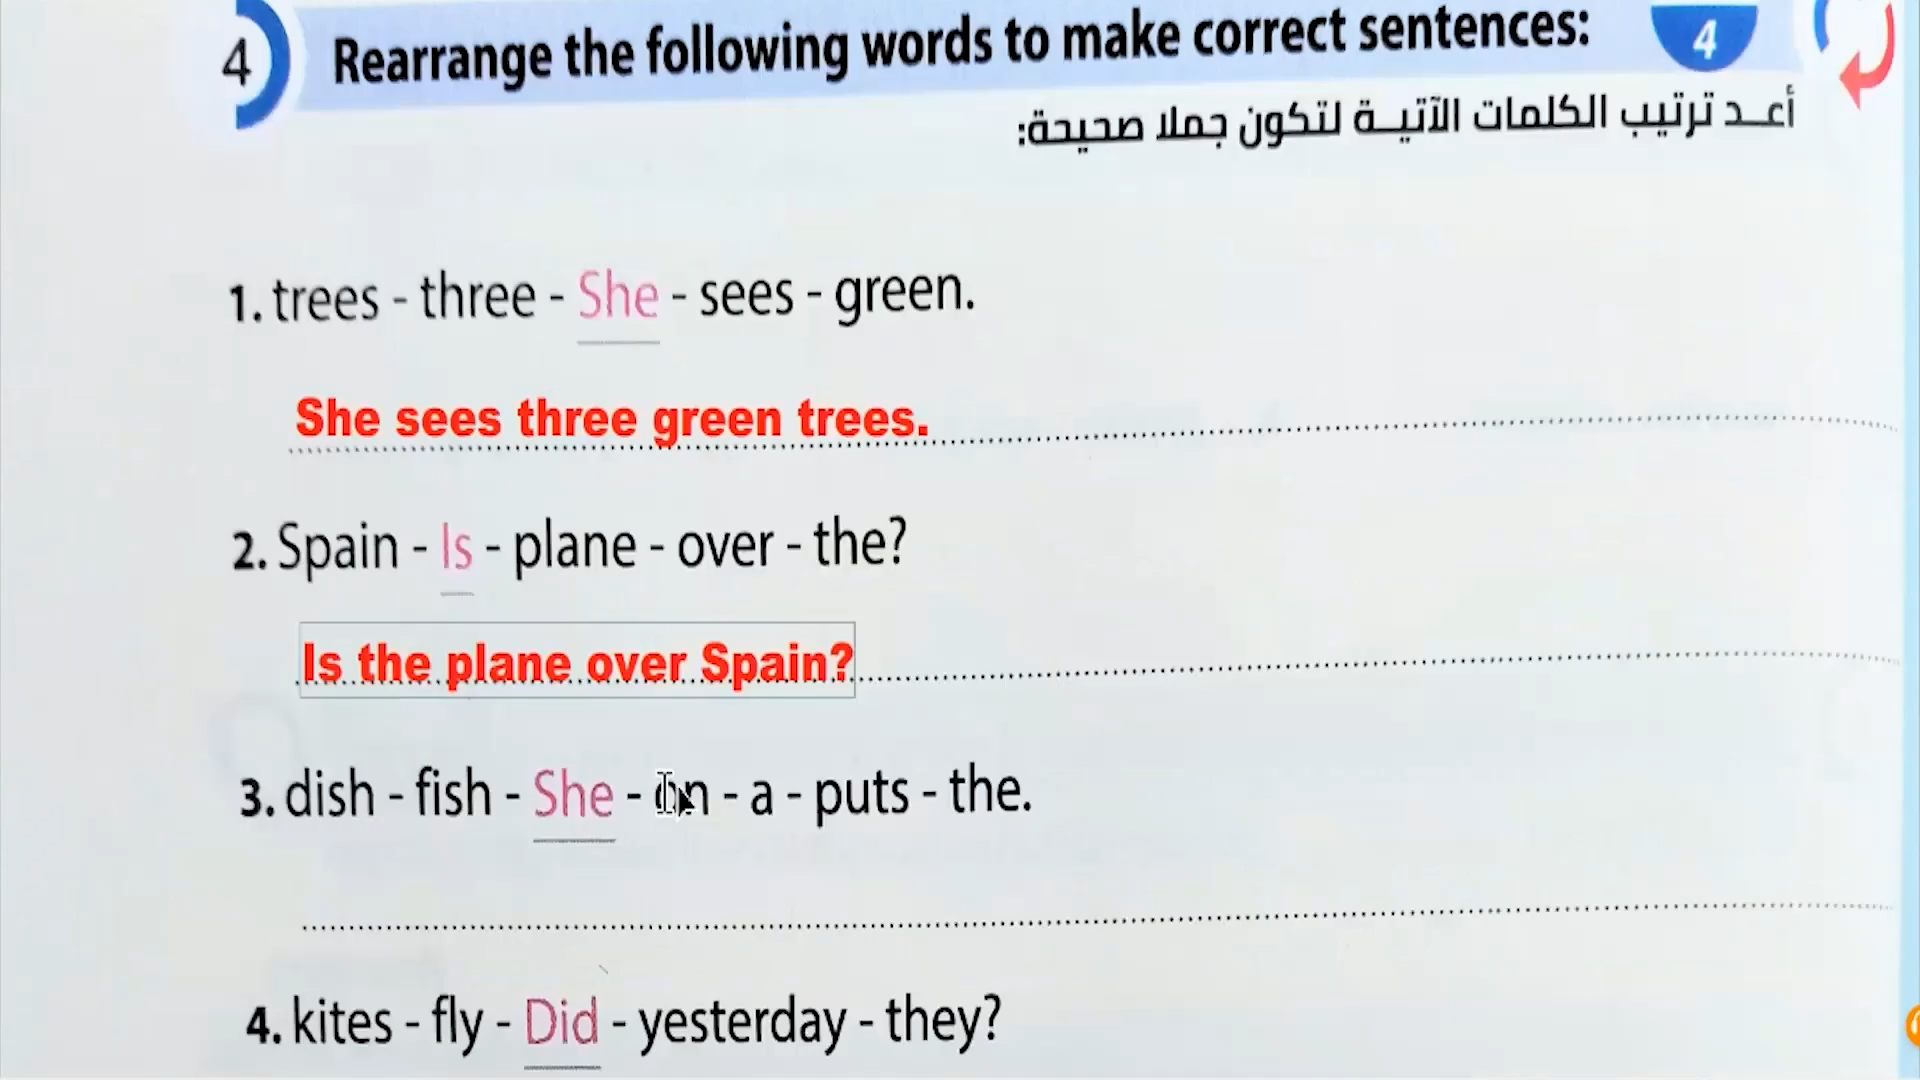 4 Rearrange the following words to make correct sentences: 4
أعد ترتيب الكلمات الآتية لتكون جملا صحيحة:
1. trees - three - She - sees - green.
She sees three green trees.
2. Spain - Is - plane - over - the?
Is the plane over Spain?
3. dish - fish - She - on - a - puts - the.
4. kites - fly - Did - yesterday - they?